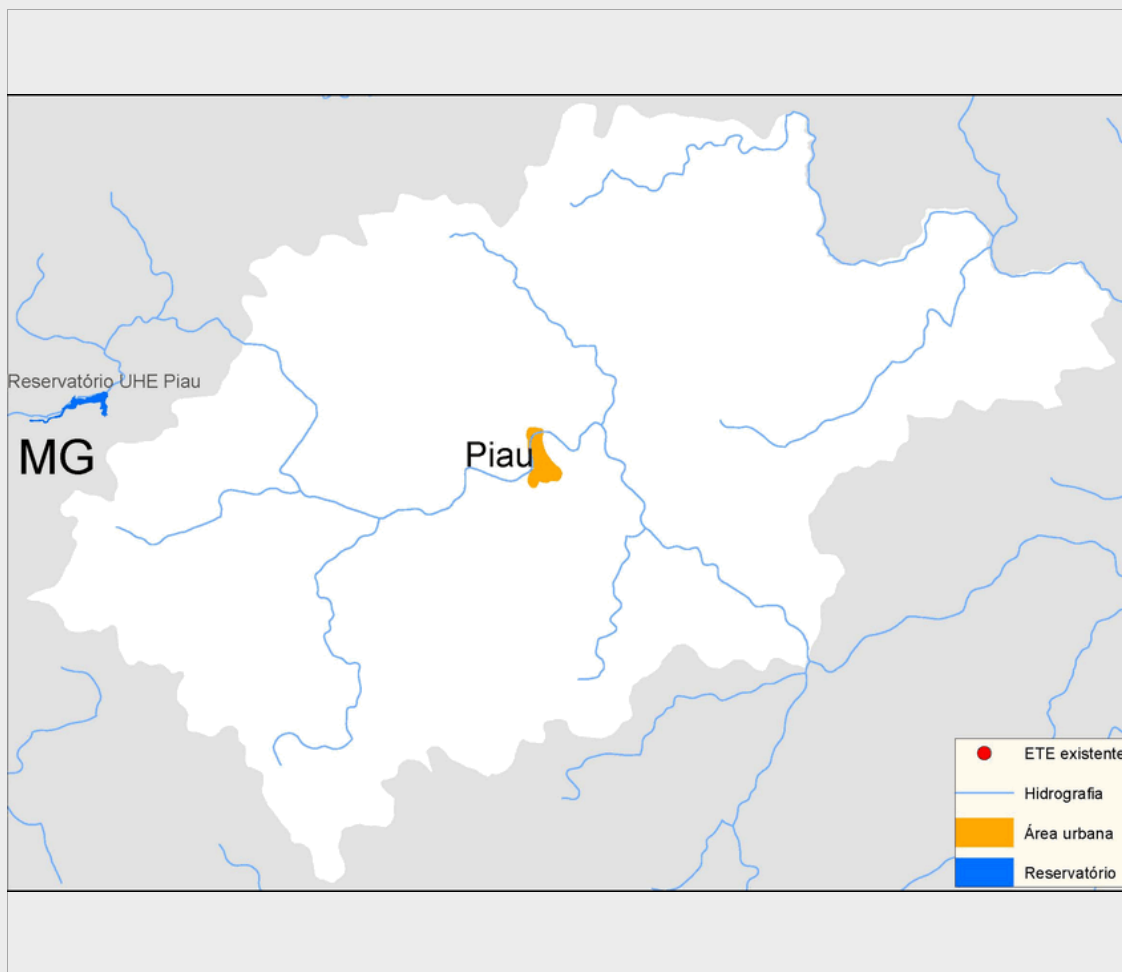 Reservatório UHE Piau
MG
Piau
ETE existente
Hidrografia
Área urbana
Reservatório